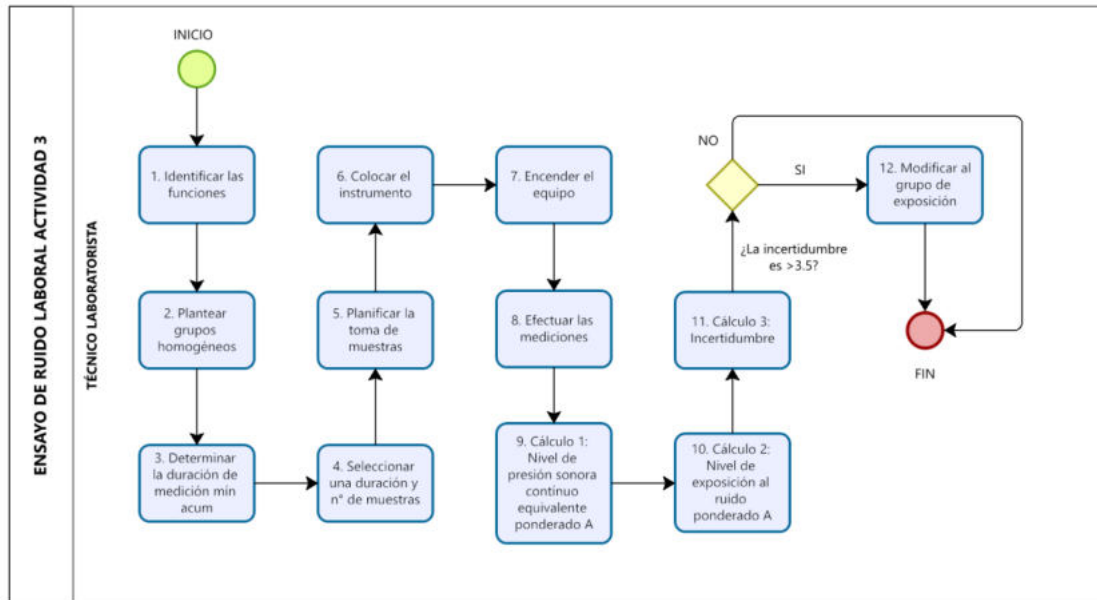 ENSAYO DE RUIDO LABORAL ACTIVIDAD 3
TÉCNICO LABORATORISTA
INICIO
1. Identificar las
funciones
2. Plantear
grupos
homogéneos
3. Determinar
la duración de
medición mín
acum
4. Seleccionar
una duración y
n° de muestras
5. Planificar la
toma de
muestras
6. Colocar el
instrumento
7. Encender el
equipo
8. Efectuar las
mediciones
9. Cálculo 1:
Nivel de
presión sonora
contínuo
equivalente
ponderado A
10. Cálculo 2:
Nivel de
exposición al
ruido
ponderado A
11. Cálculo 3:
Incertidumbre
¿La incertidumbre
es >3.5?
NO
SI
12. Modificar al
grupo de
exposición
FIN